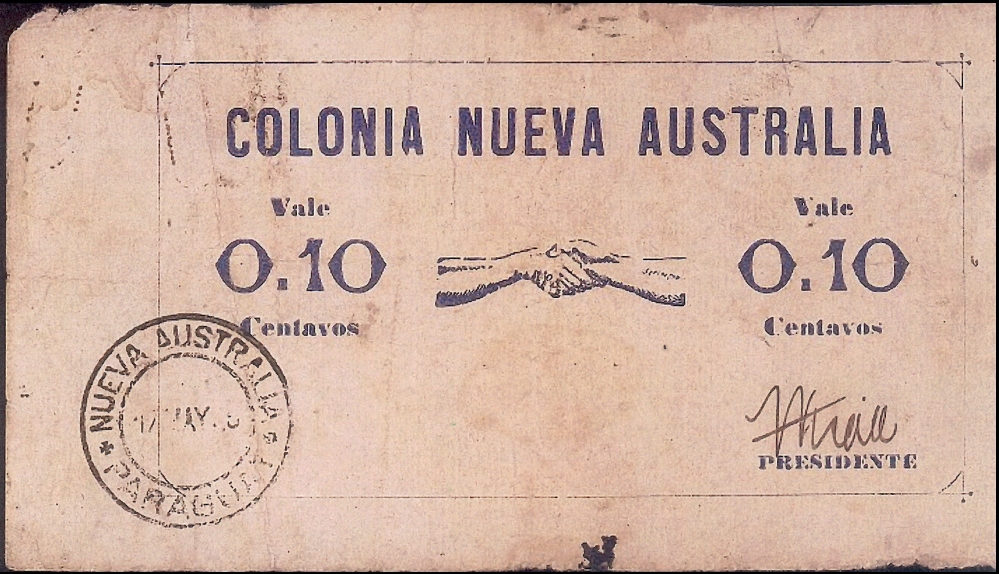 COLONIA NUEVA AUSTRALIA
Vale
0.10
Centavos
Vale
0.10
Centavos
PRESIDENTE
NUEVA AUSTRALIA
PARAGUAY